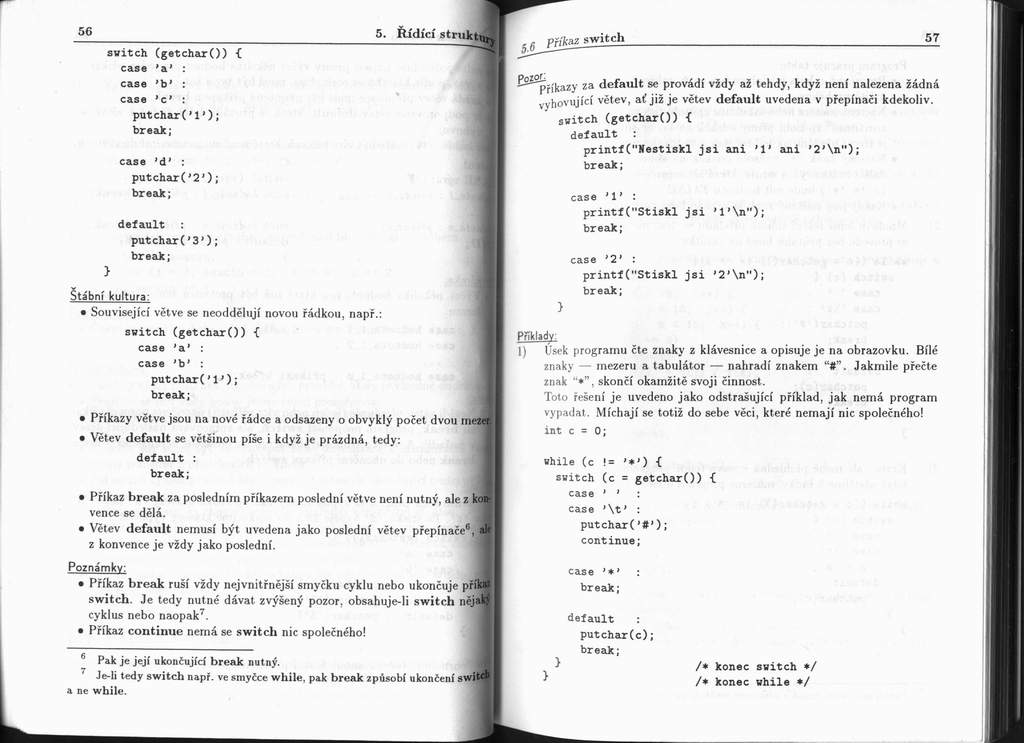 56 5. Řídící struktury
switch (getchar()) {
case 'a' :
case 'b' :
case 'c' :
putchar('1');
break;
case 'd' :
putchar('2');
break;
default :
putchar('3');
break;
}
Štábní kultura:
• Související větve se neoddělují novou řádkou, např.:
switch (getchar()) {
case 'a' :
case 'b' :
putchar('1');
break;
• Příkazy větve jsou na nové řádce a odsazeny o obvyklý počet dvou mezer
• Větev default se většinou píše i když je prázdná, tedy:
default :
break;
• Příkaz break za posledním příkazem poslední větve není nutný, ale z kon-
vence se dělá.
• Větev default nemusí být uvedena jako poslední větev přepínače⁶, ale
z konvence je vždy jako poslední.
Poznámky:
• Příkaz break ruší vždy nejvnitřnější smyčku cyklu nebo ukončuje příkaz
switch. Je tedy nutné dávat zvýšený pozor, obsahuje-li switch nějaký
cyklus nebo naopak⁷.
• Příkaz continue nemá se switch nic společného!
⁶ Pak je její ukončující break nutný.
⁷ Je-li tedy switch např. ve smyčce while, pak break způsobí ukončení switch
a ne while.
5.6 Příkaz switch 57
Pozor:
Příkazy za default se provádí vždy až tehdy, když není nalezena žádná
vyhovující větev, ať již je větev default uvedena v přepínači kdekoliv.
switch (getchar()) {
default :
printf("Nestiskl jsi ani '1' ani '2'\n");
break;
case '1' :
printf("Stiskl jsi '1'\n");
break;
case '2' :
printf("Stiskl jsi '2'\n");
break;
}
Příklady:
1) Úsek programu čte znaky z klávesnice a opisuje je na obrazovku. Bílé
znaky — mezeru a tabulátor — nahradí znakem "#". Jakmile přečte
znak "*", skončí okamžitě svoji činnost.
Toto řešení je uvedeno jako odstrašující příklad, jak nemá program
vypadat. Míchají se totiž do sebe věci, které nemají nic společného!
int c = 0;
while (c != '*') {
switch (c = getchar()) {
case ' ' :
case '\t' :
putchar('#');
continue;
case '*' :
break;
default :
putchar(c);
break;
} /* konec switch */
} /* konec while */